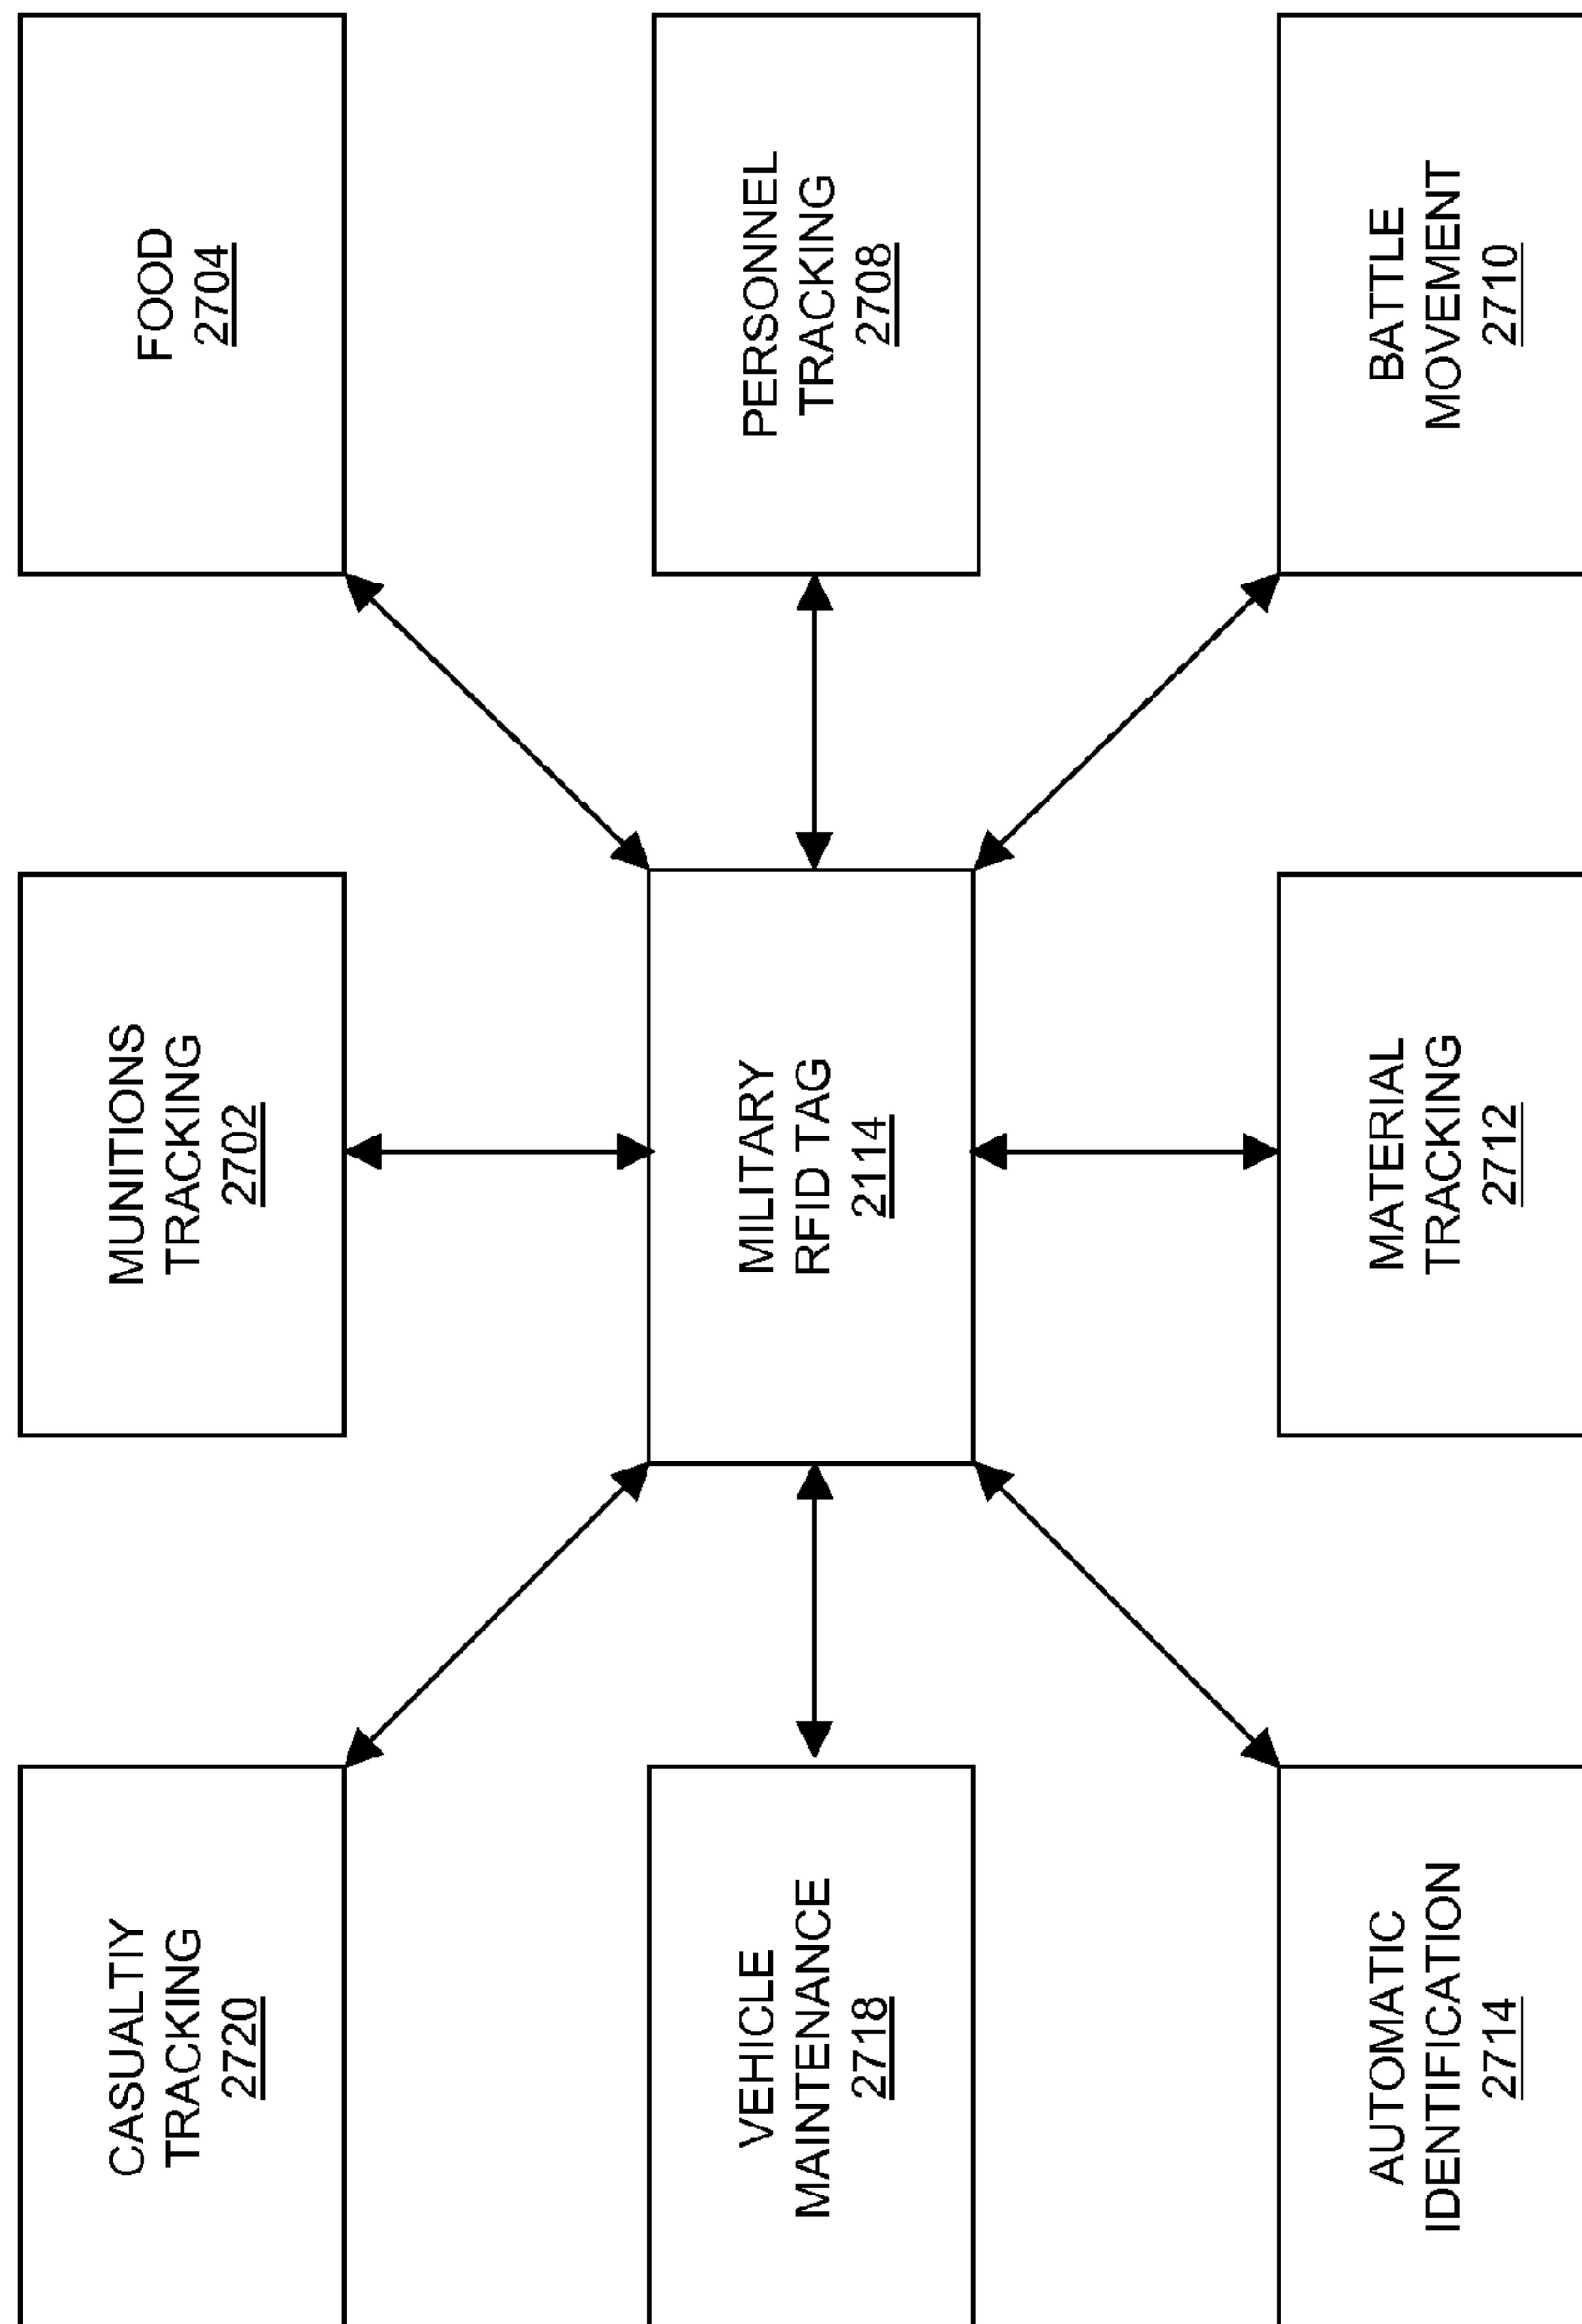 CASUALTIY
TRACKING
2720
MUNITIONS
TRACKING
2702
FOOD
2704
VEHICLE
MAINTENANCE
2718
MILITARY
RFID TAG
2114
PERSONNEL
TRACKING
2708
AUTOMATIC
IDENTIFICATION
2714
MATERIAL
TRACKING
2712
BATTLE
MOVEMENT
2710